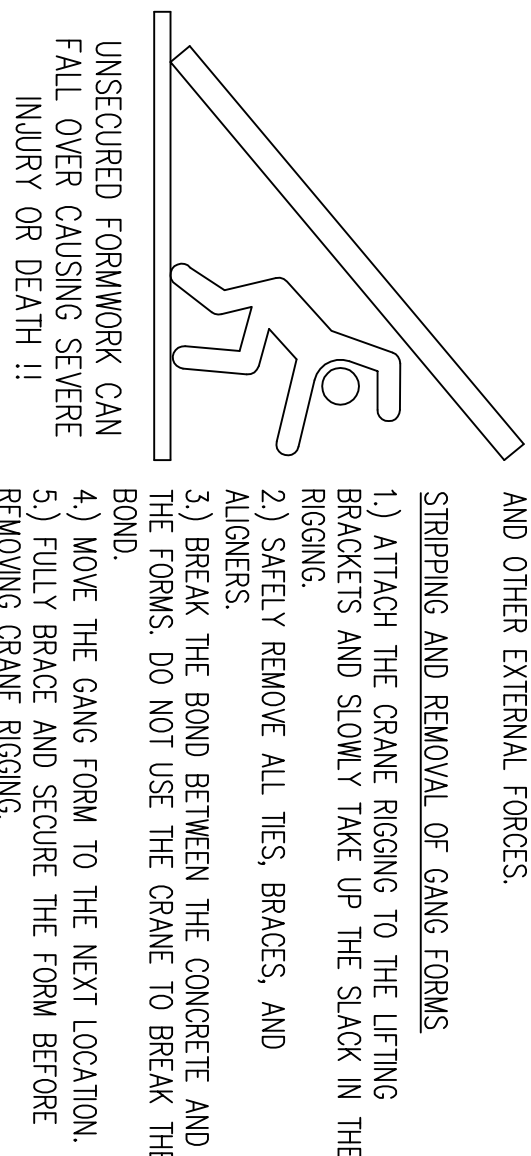 AND OTHER EXTERNAL FORCES.
STRIPPING AND REMOVAL OF GANG FORMS
1.) ATTACH THE CRANE RIGGING TO THE LIFTING
BRACKETS AND SLOWLY TAKE UP THE SLACK IN THE
RIGGING.
2.) SAFELY REMOVE ALL TIES, BRACES, AND
ALIGNERS.
3.) BREAK THE BOND BETWEEN THE CONCRETE AND
THE FORMS. DO NOT USE THE CRANE TO BREAK THE
BOND.
4.) MOVE THE GANG FORM TO THE NEXT LOCATION.
5.) FULLY BRACE AND SECURE THE FORM BEFORE
REMOVING CRANE RIGGING.
UNSECURED FORMWORK CAN
FALL OVER CAUSING SEVERE
INJURY OR DEATH !!